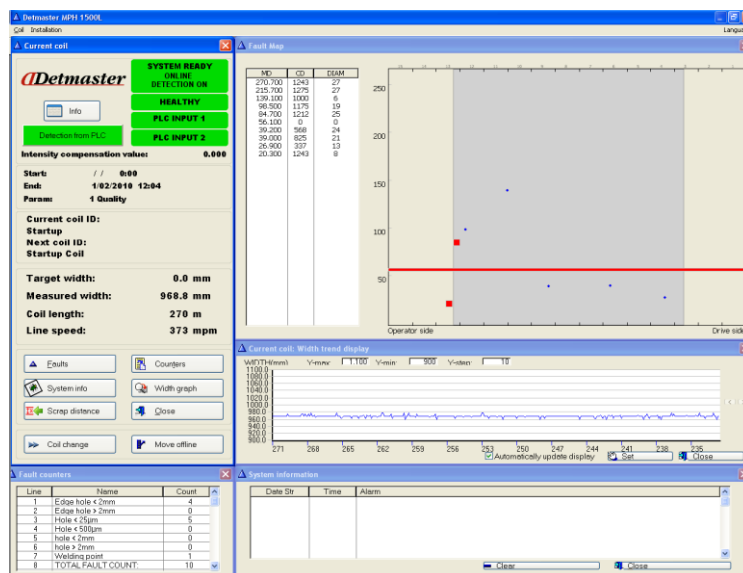 Detmaster MPH 1500L
Coil Installation
Current coil
Detmaster
SYSTEM READY
ONLINE
DETECTION ON
HEALTHY
Info
PLC INPUT 1
Detection from PLC
PLC INPUT 2
Intensity compensation value: 0.000
Start: / / 0:00
End: 1/02/2010 12:04
Param: 1 Quality
Current coil ID:
Startup
Next coil ID:
Startup Coil
Target width: 0.0 mm
Measured width: 968.8 mm
Coil length: 270 m
Line speed: 373 mpm
Faults Counters
System info Width graph
Scrap distance Close
Coil change Move offline
Fault Map
MD CD DIAM
270.700 1243 27
215.700 1275 27
139.100 1000 6
98.500 1175 19
84.700 1212 25
56.100 0 0
39.200 568 24
39.000 825 21
26.900 337 13
20.300 1243 8
250
200
150
100
50
Operator side Drive side
Current coil: Width trend display
WIDTH(mm) Y-max: 1,100 Y-min: 900 Y-step: 10
1100.0
1080.0
1060.0
1040.0
1020.0
1000.0
980.0
960.0
940.0
920.0
900.0
271 268 265 262 259 256 253 250 247 244 241 238 235
Automatically update display Set Close
Fault counters
Line Name Count
1 Edge hole < 2mm 4
2 Edge hole > 2mm 0
3 Hole < 25µm 5
4 Hole < 500µm 0
5 hole < 2mm 0
6 hole > 2mm 0
7 Welding point 1
8 TOTAL FAULT COUNT: 10
System information
Date Str Time Alarm
Clear Close